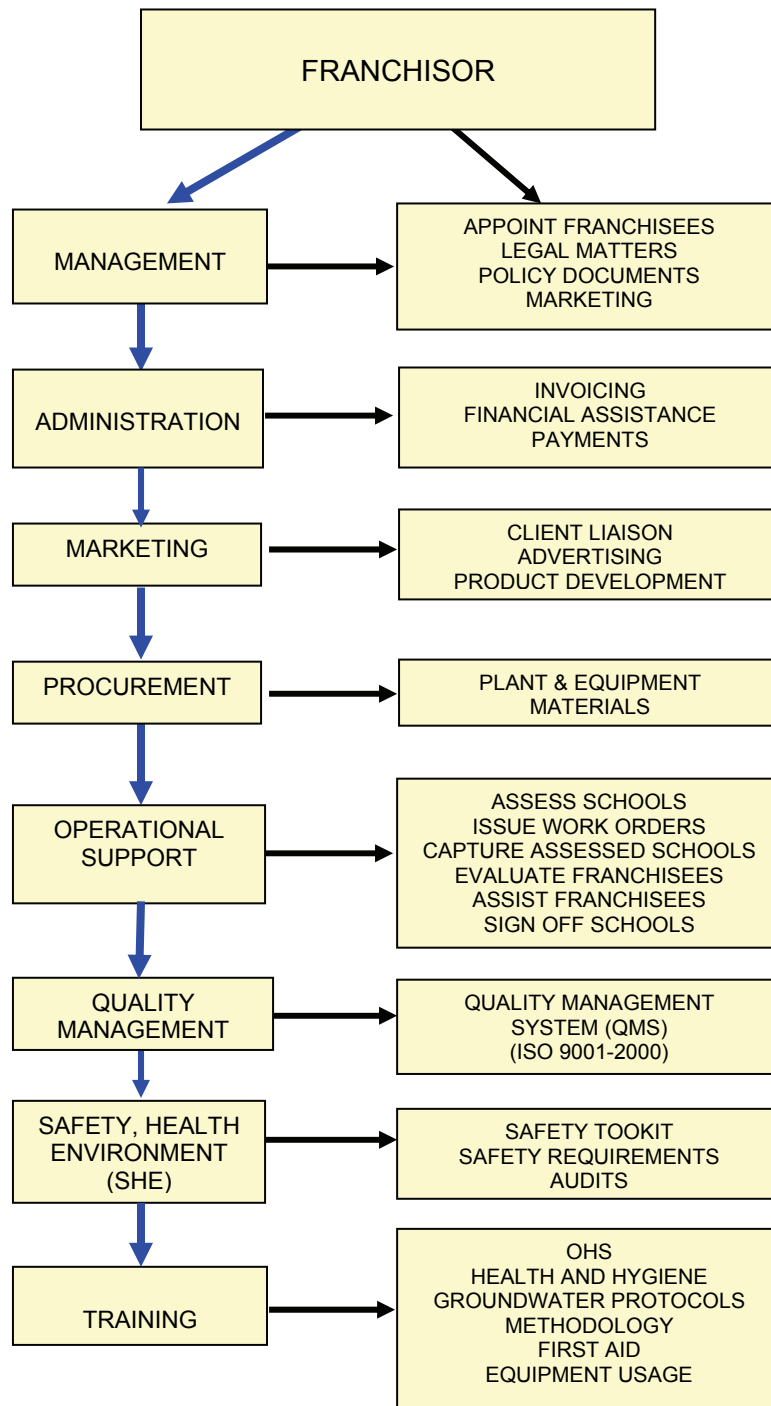 FRANCHISOR
MANAGEMENT
APPOINT FRANCHISEES
LEGAL MATTERS
POLICY DOCUMENTS
MARKETING
ADMINISTRATION
INVOICING
FINANCIAL ASSISTANCE
PAYMENTS
MARKETING
CLIENT LIAISON
ADVERTISING
PRODUCT DEVELOPMENT
PROCUREMENT
PLANT & EQUIPMENT
MATERIALS
OPERATIONAL
SUPPORT
ASSESS SCHOOLS
ISSUE WORK ORDERS
CAPTURE ASSESSED SCHOOLS
EVALUATE FRANCHISEES
ASSIST FRANCHISEES
SIGN OFF SCHOOLS
QUALITY
MANAGEMENT
QUALITY MANAGEMENT
SYSTEM (QMS)
(ISO 9001-2000)
SAFETY, HEALTH
ENVIRONMENT
(SHE)
SAFETY TOOKIT
SAFETY REQUIREMENTS
AUDITS
TRAINING
OHS
HEALTH AND HYGIENE
GROUNDWATER PROTOCOLS
METHODOLOGY
FIRST AID
EQUIPMENT USAGE